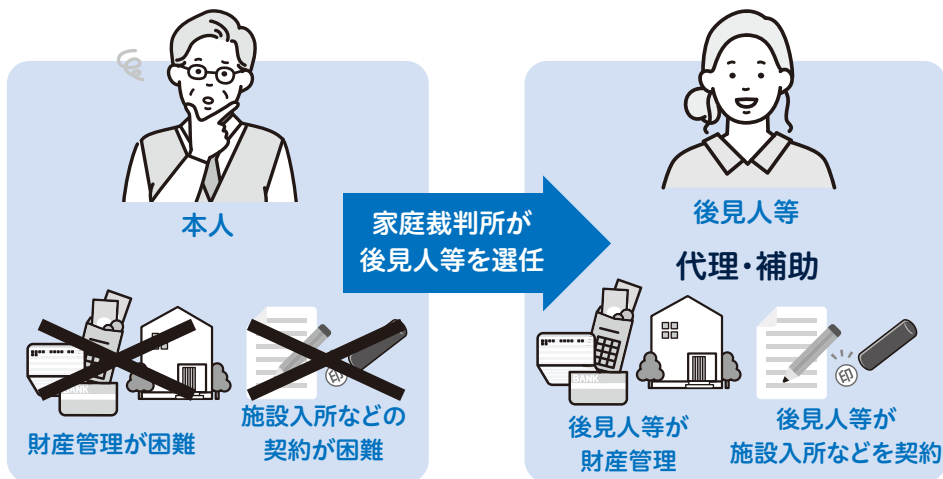 本人
財産管理が困難
施設入所などの
契約が困難
BANK
印
家庭裁判所が
後見人等を選任
後見人等
代理・補助
BANK
印
後見人等が
財産管理
後見人等が
施設入所などを契約